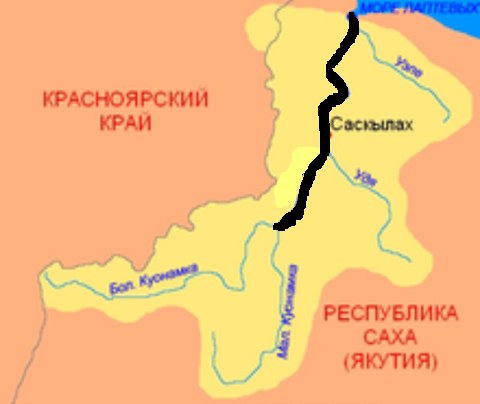 МОРЕ ЛАПТЕВЫХ
Уэле
КРАСНОЯРСКИЙ
КРАЙ
Саскылах
Удя
Бол. Куонамка
Мал. Куонамка
РЕСПУБЛИКА
САХА
(ЯКУТИЯ)